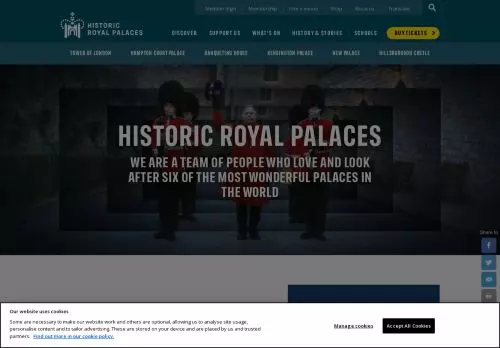 Member login
Membership
Hire a venue
Shop
About us
Translate
HISTORIC
ROYAL PALACES
DISCOVER
SUPPORT US
WHAT'S ON
HISTORY & STORIES
SCHOOLS
BUY TICKETS
TOWER OF LONDON
HAMPTON COURT PALACE
BANQUETING HOUSE
KENSINGTON PALACE
KEW PALACE
HILLSBOROUGH CASTLE
HISTORIC ROYAL PALACES
WE ARE A TEAM OF PEOPLE WHO LOVE AND LOOK
AFTER SIX OF THE MOST WONDERFUL PALACES IN
THE WORLD
Share to
Our website uses cookies
Some are necessary to make our website work and others are optional, allowing us to analyse site usage,
personalise content and to tailor advertising. These are stored on your device and are placed by us and trusted
partners. Find out more in our cookie policy.
Manage cookies
Accept All Cookies